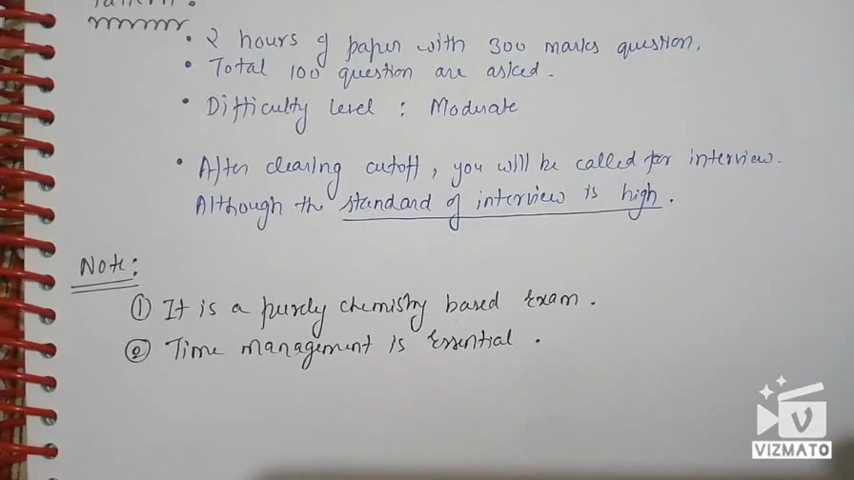 • 2 hours of paper with 300 marks question.
• Total 100 question are asked.
• Difficulty level : Moderate
• After clearing cutoff, you will be called for interview.
Although the standard of interview is high.
Note:
① It is a purely chemistry based Exam.
② Time management is Essential.
VIZMATO